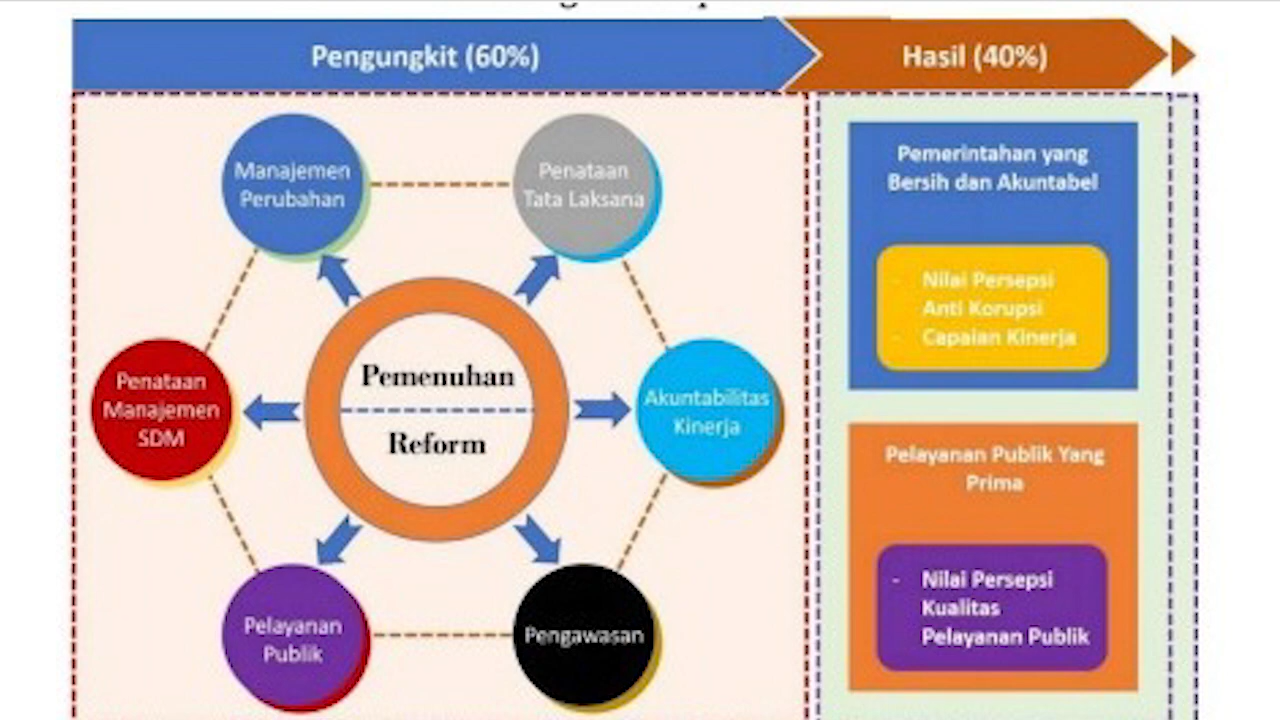 Pengungkit (60%)
Hasil (40%)
Manajemen
Perubahan
Penataan
Tata Laksana
Penataan
Manajemen
SDM
Pemenuhan
Reform
Akuntabilitas
Kinerja
Pelayanan
Publik
Pengawasan
Pemerintahan yang
Bersih dan Akuntabel
- Nilai Persepsi
Anti Korupsi
- Capaian Kinerja
Pelayanan Publik Yang
Prima
- Nilai Persepsi
Kualitas
Pelayanan Publik